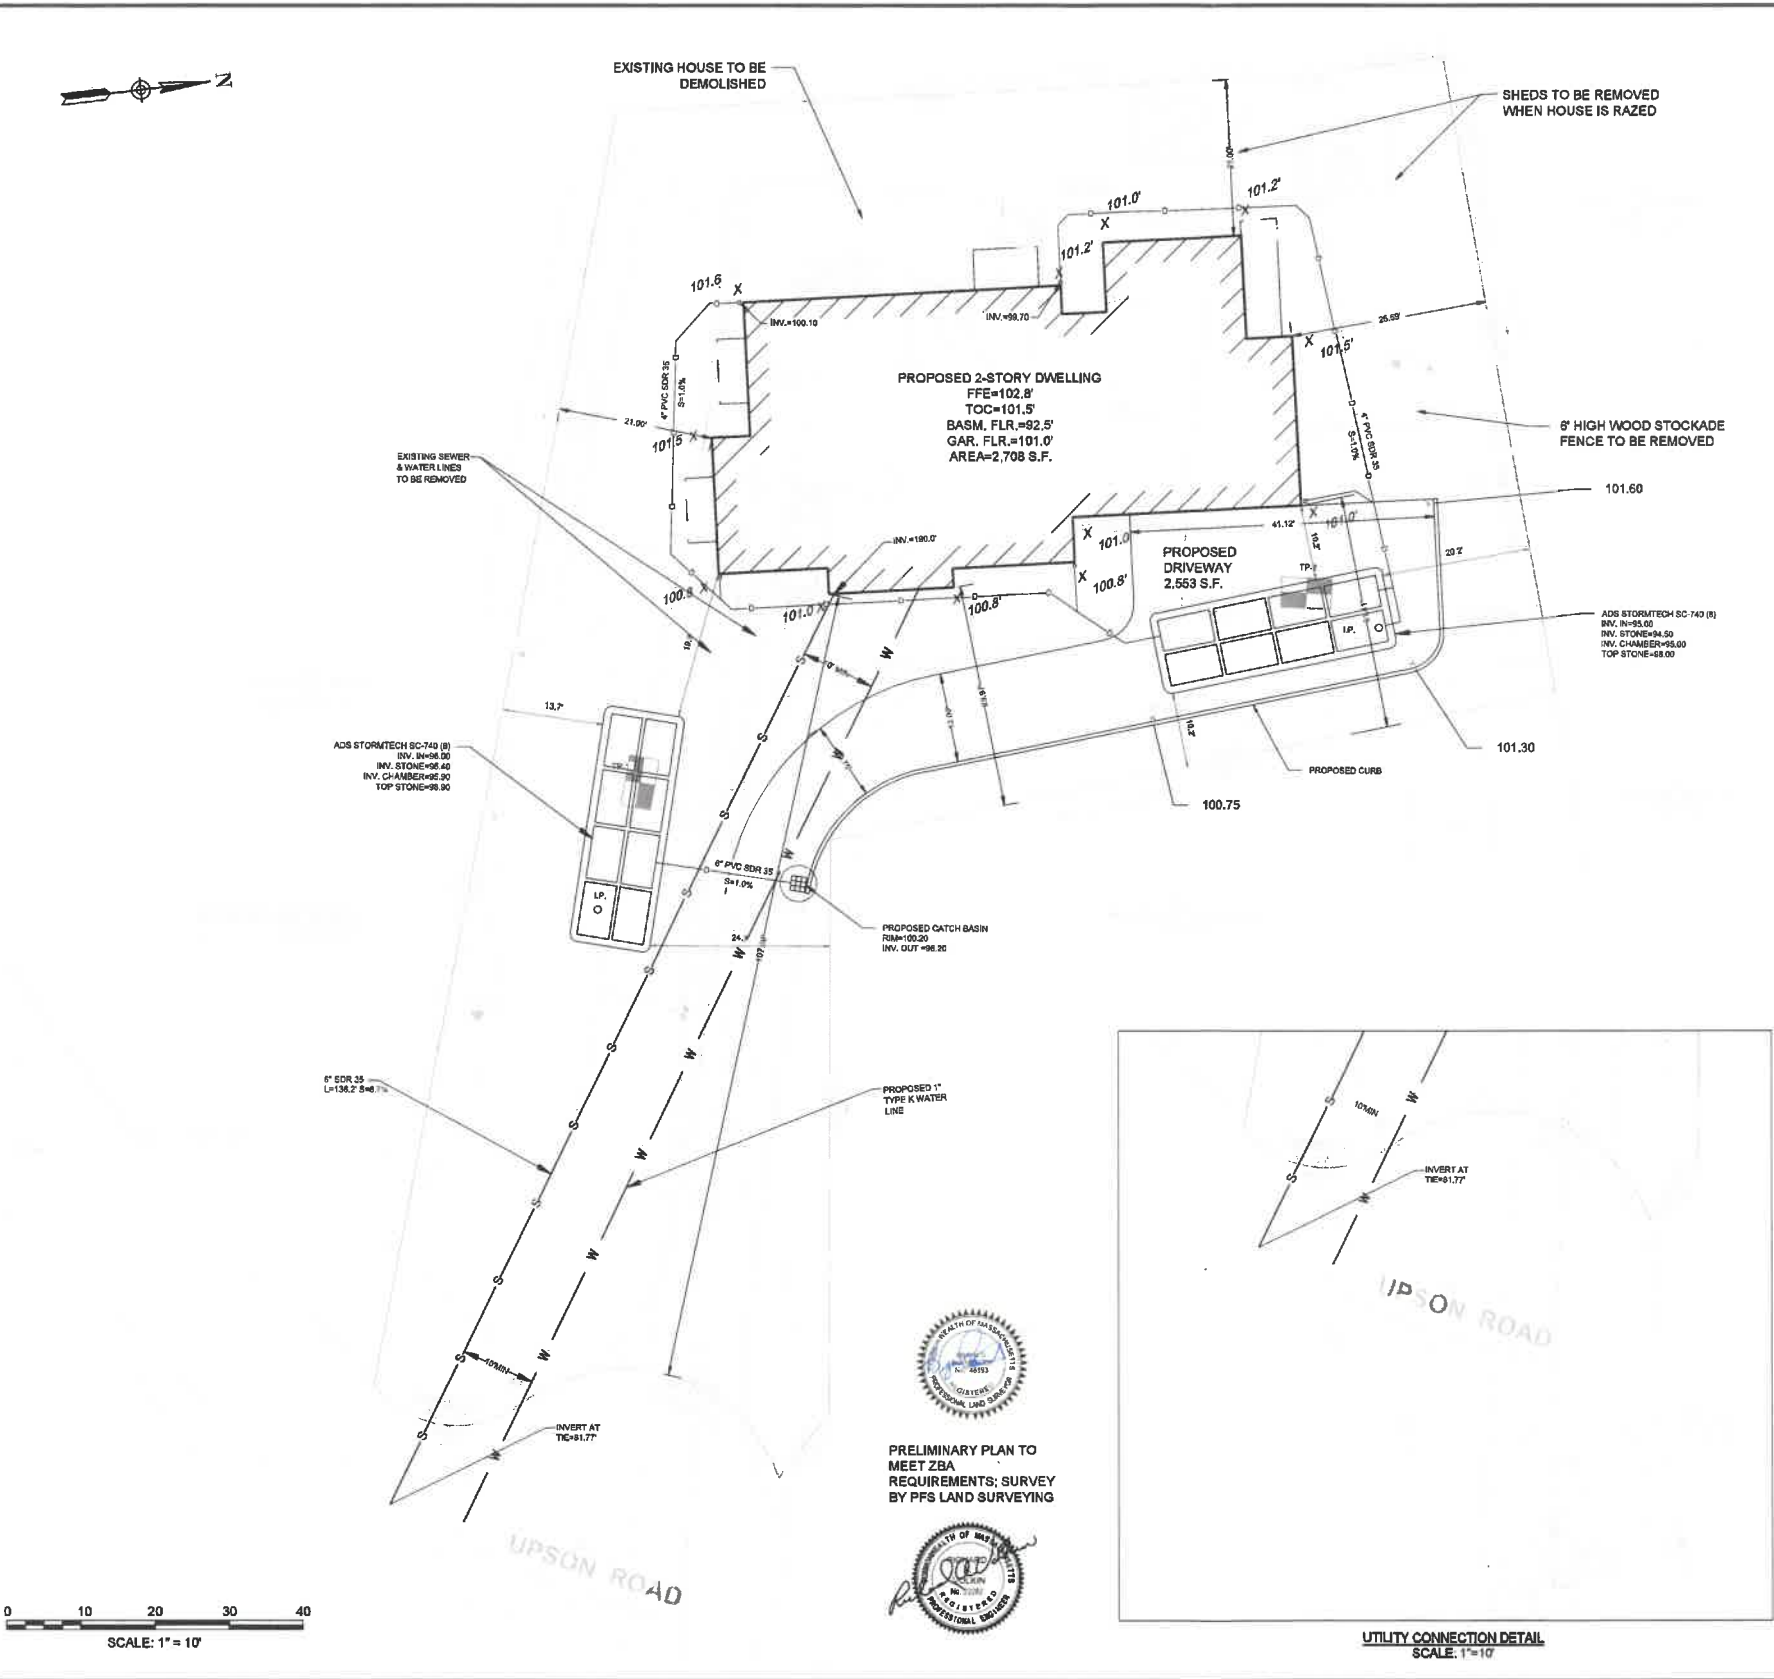 N
EXISTING HOUSE TO BE
DEMOLISHED
SHEDS TO BE REMOVED
WHEN HOUSE IS RAZED
101.0'
101.2'
101.2'
101.6
INV.=100.10
INV.=99.70
25.59'
101.5'
4" PVC SDR 35
S=1.0%
PROPOSED 2-STORY DWELLING
FFE=102.8'
TOC=101.5'
BASM. FLR.=92.5'
GAR. FLR.=101.0'
AREA=2,708 S.F.
21.00'
101.5
4" PVC SDR 35
S=1.0%
6' HIGH WOOD STOCKADE
FENCE TO BE REMOVED
EXISTING SEWER
& WATER LINES
TO BE REMOVED
101.60
INV.=100.0'
41.12'
101.0'
101.0
10.2'
20.2'
PROPOSED
DRIVEWAY
2,553 S.F.
100.8'
100.8
101.0
100.8'
I.P.
ADS STORMTECH SC-740 (8)
INV. IN=95.00
INV. STONE=94.50
INV. CHAMBER=95.00
TOP STONE=98.00
W
S
13.7'
10.2'
101.30
PROPOSED CURB
100.75
ADS STORMTECH SC-740 (8)
INV. IN=96.00
INV. STONE=95.40
INV. CHAMBER=95.90
TOP STONE=98.90
S
W
S
W
6" PVC SDR 35
S=1.0%
I.P.
S
PROPOSED CATCH BASIN
RIM=100.20
INV. OUT =96.20
W
S
S
W
6" SDR 35
PROPOSED 1"
TYPE K WATER
LINE
S
W
S
W
S
S
10'MIN
W
S
W
INVERT AT
TIE=81.77'
UPSON ROAD
PRELIMINARY PLAN TO
MEET ZBA
REQUIREMENTS; SURVEY
BY PFS LAND SURVEYING
S
10'MIN
W
S
W
INVERT AT
TIE=81.77'
UPSON ROAD
UTILITY CONNECTION DETAIL
SCALE: 1"=10'
0 10 20 30 40
SCALE: 1" = 10'